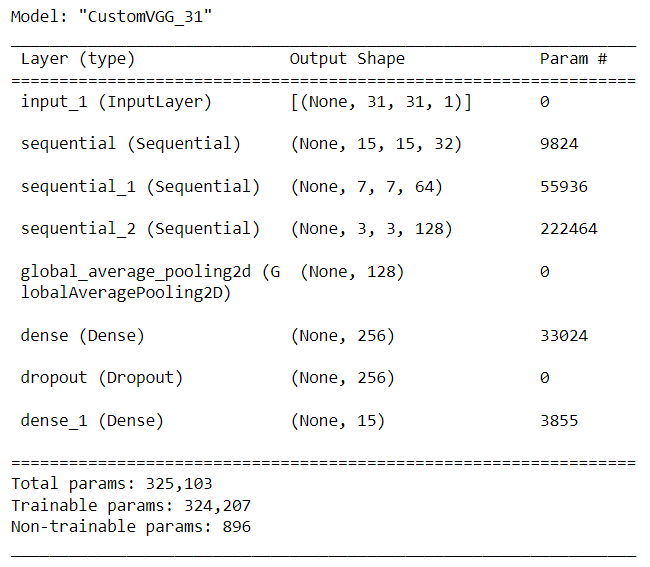 Model: "CustomVGG_31"
_________________________________________________________________
Layer (type) Output Shape Param #
=================================================================
input_1 (InputLayer) [(None, 31, 31, 1)] 0
sequential (Sequential) (None, 15, 15, 32) 9824
sequential_1 (Sequential) (None, 7, 7, 64) 55936
sequential_2 (Sequential) (None, 3, 3, 128) 222464
global_average_pooling2d (G (None, 128) 0
lobalAveragePooling2D)
dense (Dense) (None, 256) 33024
dropout (Dropout) (None, 256) 0
dense_1 (Dense) (None, 15) 3855
=================================================================
Total params: 325,103
Trainable params: 324,207
Non-trainable params: 896
_________________________________________________________________